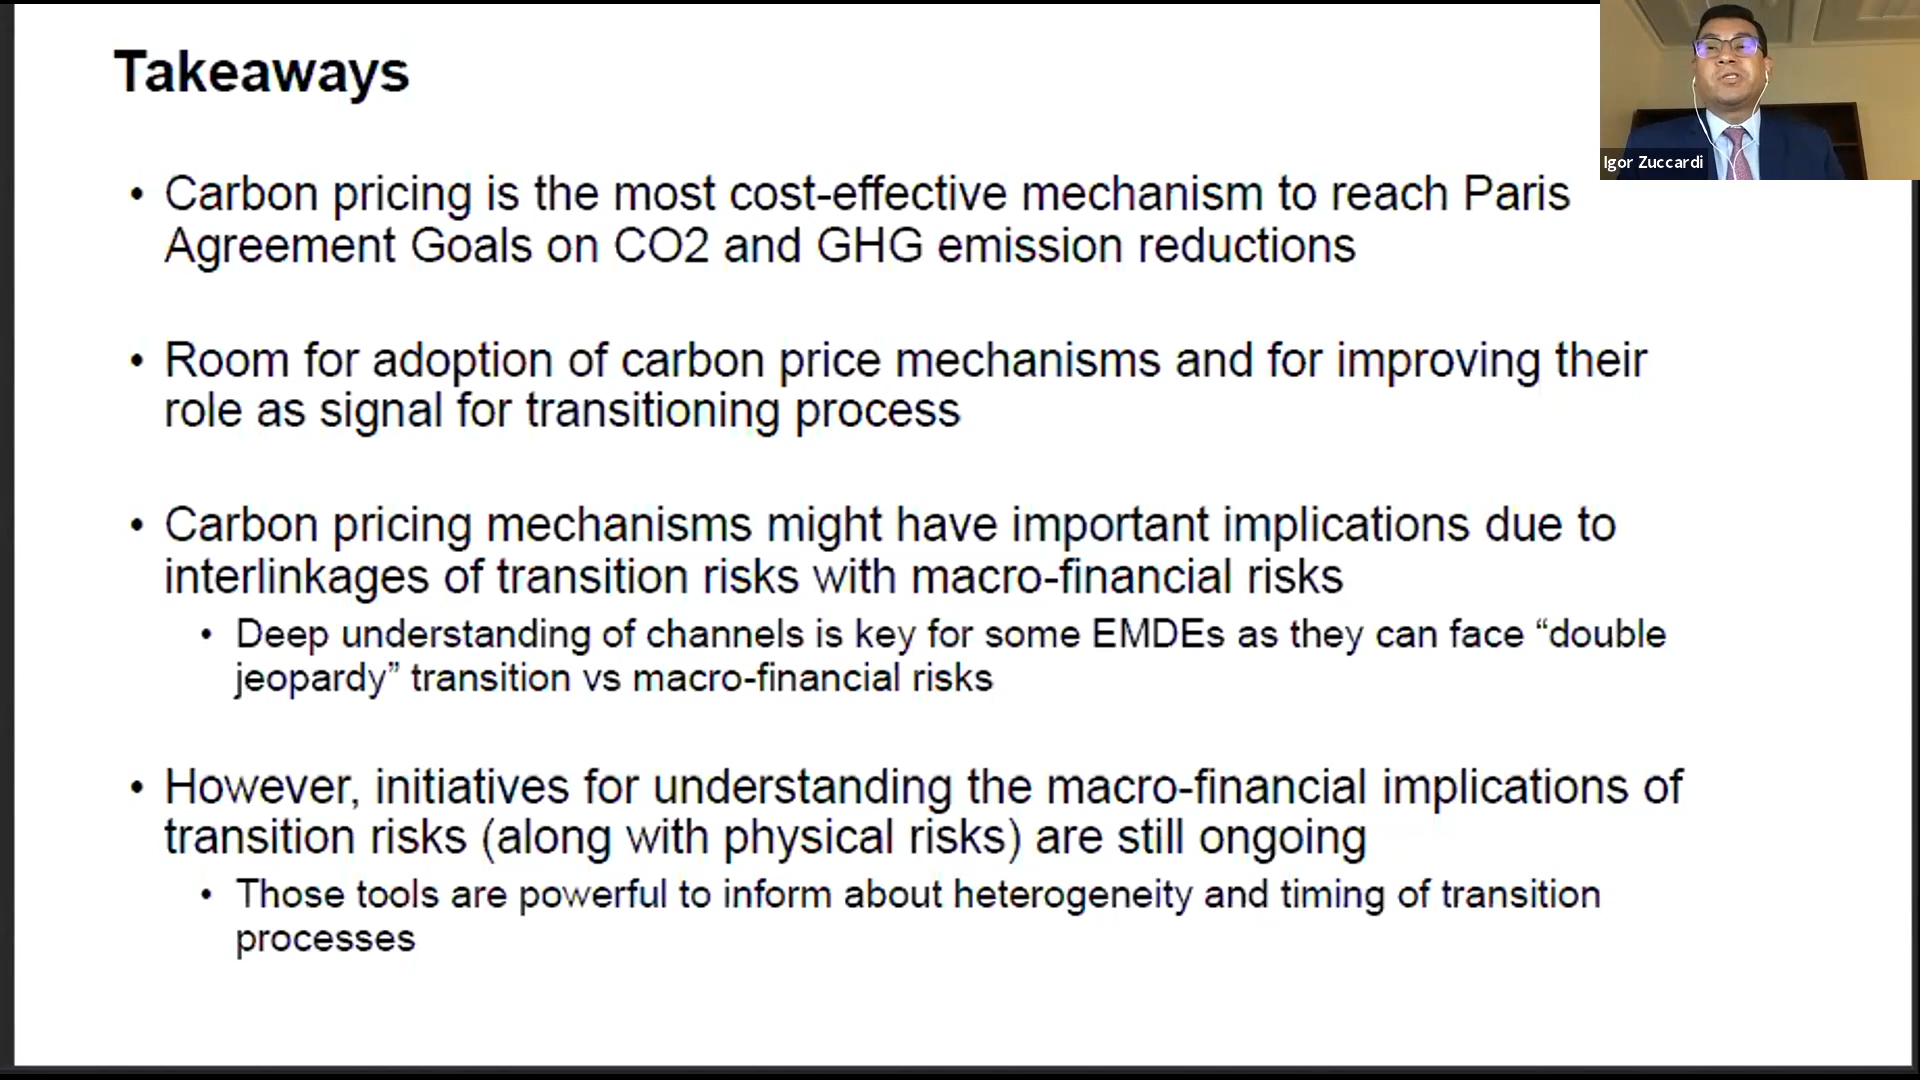 Takeaways
Igor Zuccardi
• Carbon pricing is the most cost-effective mechanism to reach Paris
Agreement Goals on CO2 and GHG emission reductions
• Room for adoption of carbon price mechanisms and for improving their
role as signal for transitioning process
• Carbon pricing mechanisms might have important implications due to
interlinkages of transition risks with macro-financial risks
• Deep understanding of channels is key for some EMDEs as they can face “double
jeopardy” transition vs macro-financial risks
• However, initiatives for understanding the macro-financial implications of
transition risks (along with physical risks) are still ongoing
• Those tools are powerful to inform about heterogeneity and timing of transition
processes